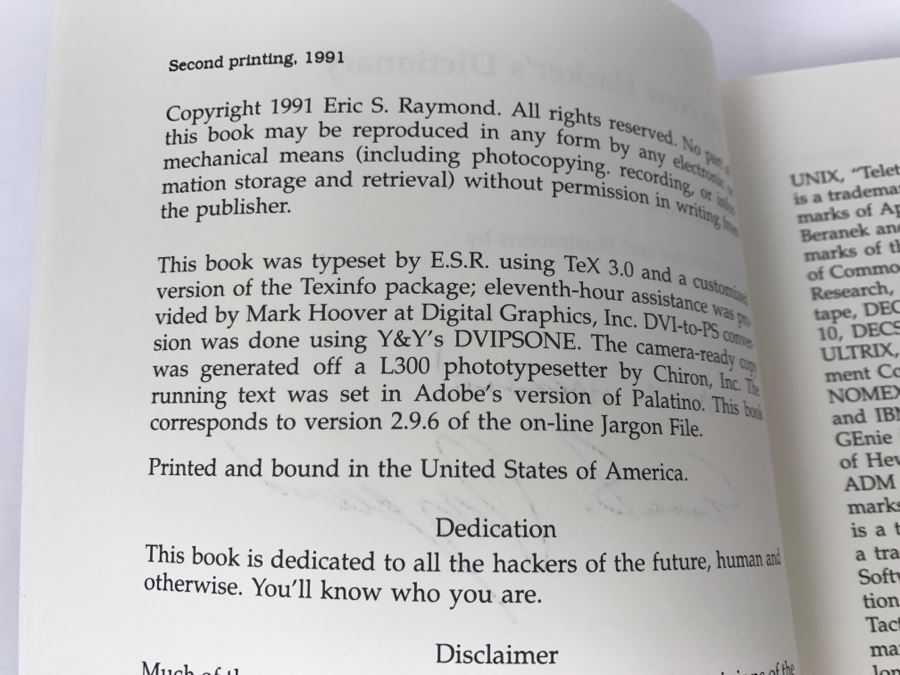 Second printing, 1991
Copyright 1991 Eric S. Raymond. All rights reserved. No part of
this book may be reproduced in any form by any electronic or
mechanical means (including photocopying. recording, or infor-
mation storage and retrieval) without permission in writing from
the publisher.
This book was typeset by E.S.R. using TeX 3.0 and a customized
version of the Texinfo package; eleventh-hour assistance was pro-
vided by Mark Hoover at Digital Graphics, Inc. DVI-to-PS conver-
sion was done using Y&Y's DVIPSONE. The camera-ready copy
was generated off a L300 phototypesetter by Chiron, Inc. The
running text was set in Adobe's version of Palatino. This book
corresponds to version 2.9.6 of the on-line Jargon File.
Printed and bound in the United States of America.
Dedication
This book is dedicated to all the hackers of the future, human and
otherwise. You'll know who you are.
Disclaimer
Much of
of the
UNIX, "Telet
is a tradema
marks of Ap
Beranek and
marks of th
of Commo
Research,
tape, DEC
10, DECS
ULTRIX,
ment Co
NOMEX
and IBM
GEnie
of Hew
ADM
marks
is a t
a tra
Softw
tion
Tact
ma